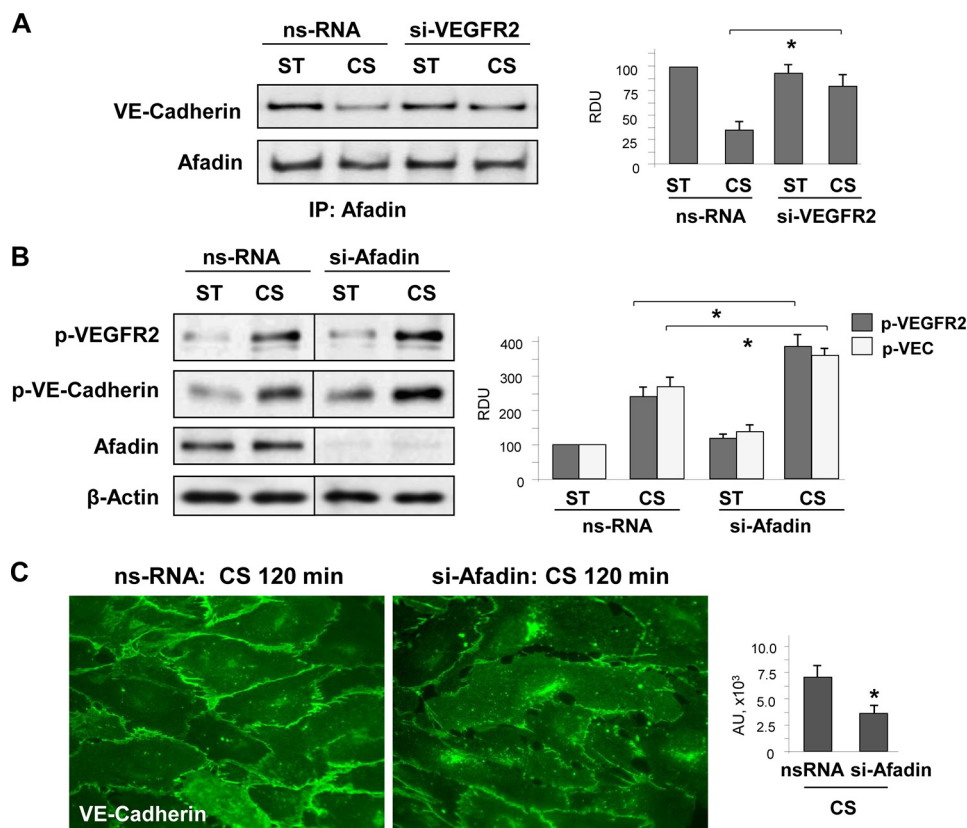 A
ns-RNA si-VEGFR2
ST CS ST CS
VE-Cadherin
Afadin
IP: Afadin
*
RDU
100
75
50
25
0
ST CS ST CS
ns-RNA si-VEGFR2
B
ns-RNA si-Afadin
ST CS ST CS
p-VEGFR2
p-VE-Cadherin
Afadin
β-Actin
*
*
p-VEGFR2
p-VEC
RDU
400
300
200
100
0
ST CS ST CS
ns-RNA si-Afadin
C
ns-RNA: CS 120 min si-Afadin: CS 120 min
VE-Cadherin
AU, x10³
10.0
7.5
5.0
2.5
0
*
nsRNA si-Afadin
CS